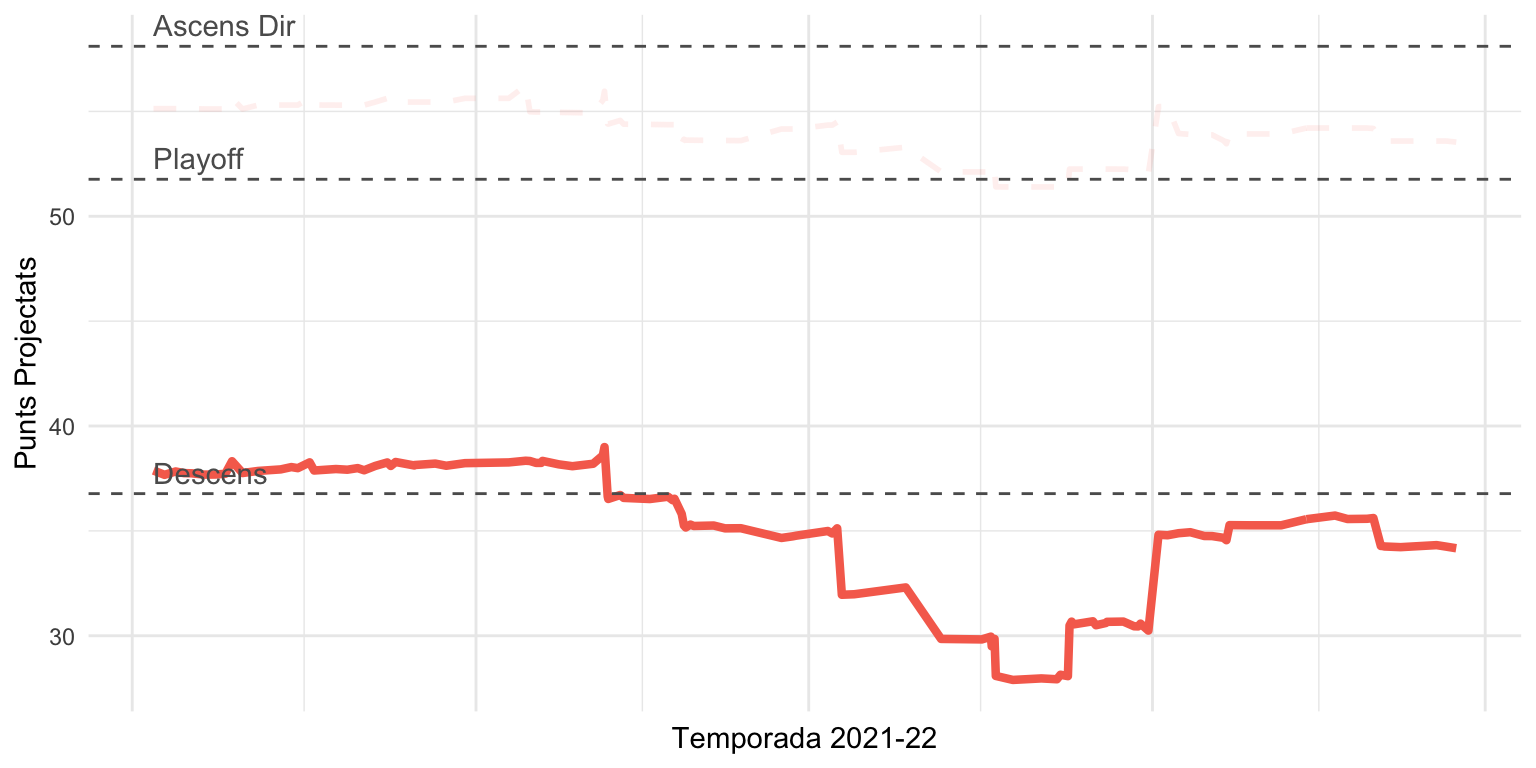 Ascens Dir
Playoff
50
40
Descens
30
Punts Projectats
Temporada 2021-22